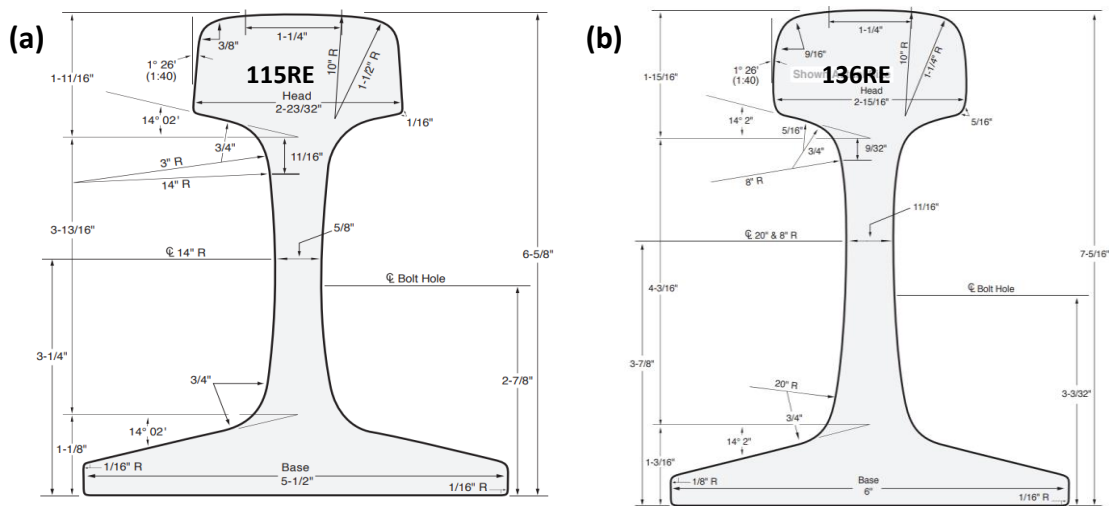 (a)
1-1/4"
3/8"
10" R
1-1/2" R
1-11/16"
1° 26'
(1:40)
115RE
Head
2-23/32"
1/16"
14° 02'
3/4"
11/16"
3" R
14" R
3-13/16"
5/8"
6-5/8"
℄ 14" R
℄ Bolt Hole
3-1/4"
3/4"
2-7/8"
14° 02'
1-1/8"
1/16" R
Base
5-1/2"
1/16" R
(b)
1-1/4"
9/16"
10" R
1-1/4" R
1-15/16"
1° 26'
(1:40)
136RE
Head
2-15/16"
5/16"
14° 2"
5/16"
3/4"
9/32"
8" R
11/16"
℄ 20" & 8" R
7-5/16"
4-3/16"
℄ Bolt Hole
3-7/8"
20" R
3-3/32"
3/4"
14° 2"
1-3/16"
1/8" R
Base
6"
1/16" R